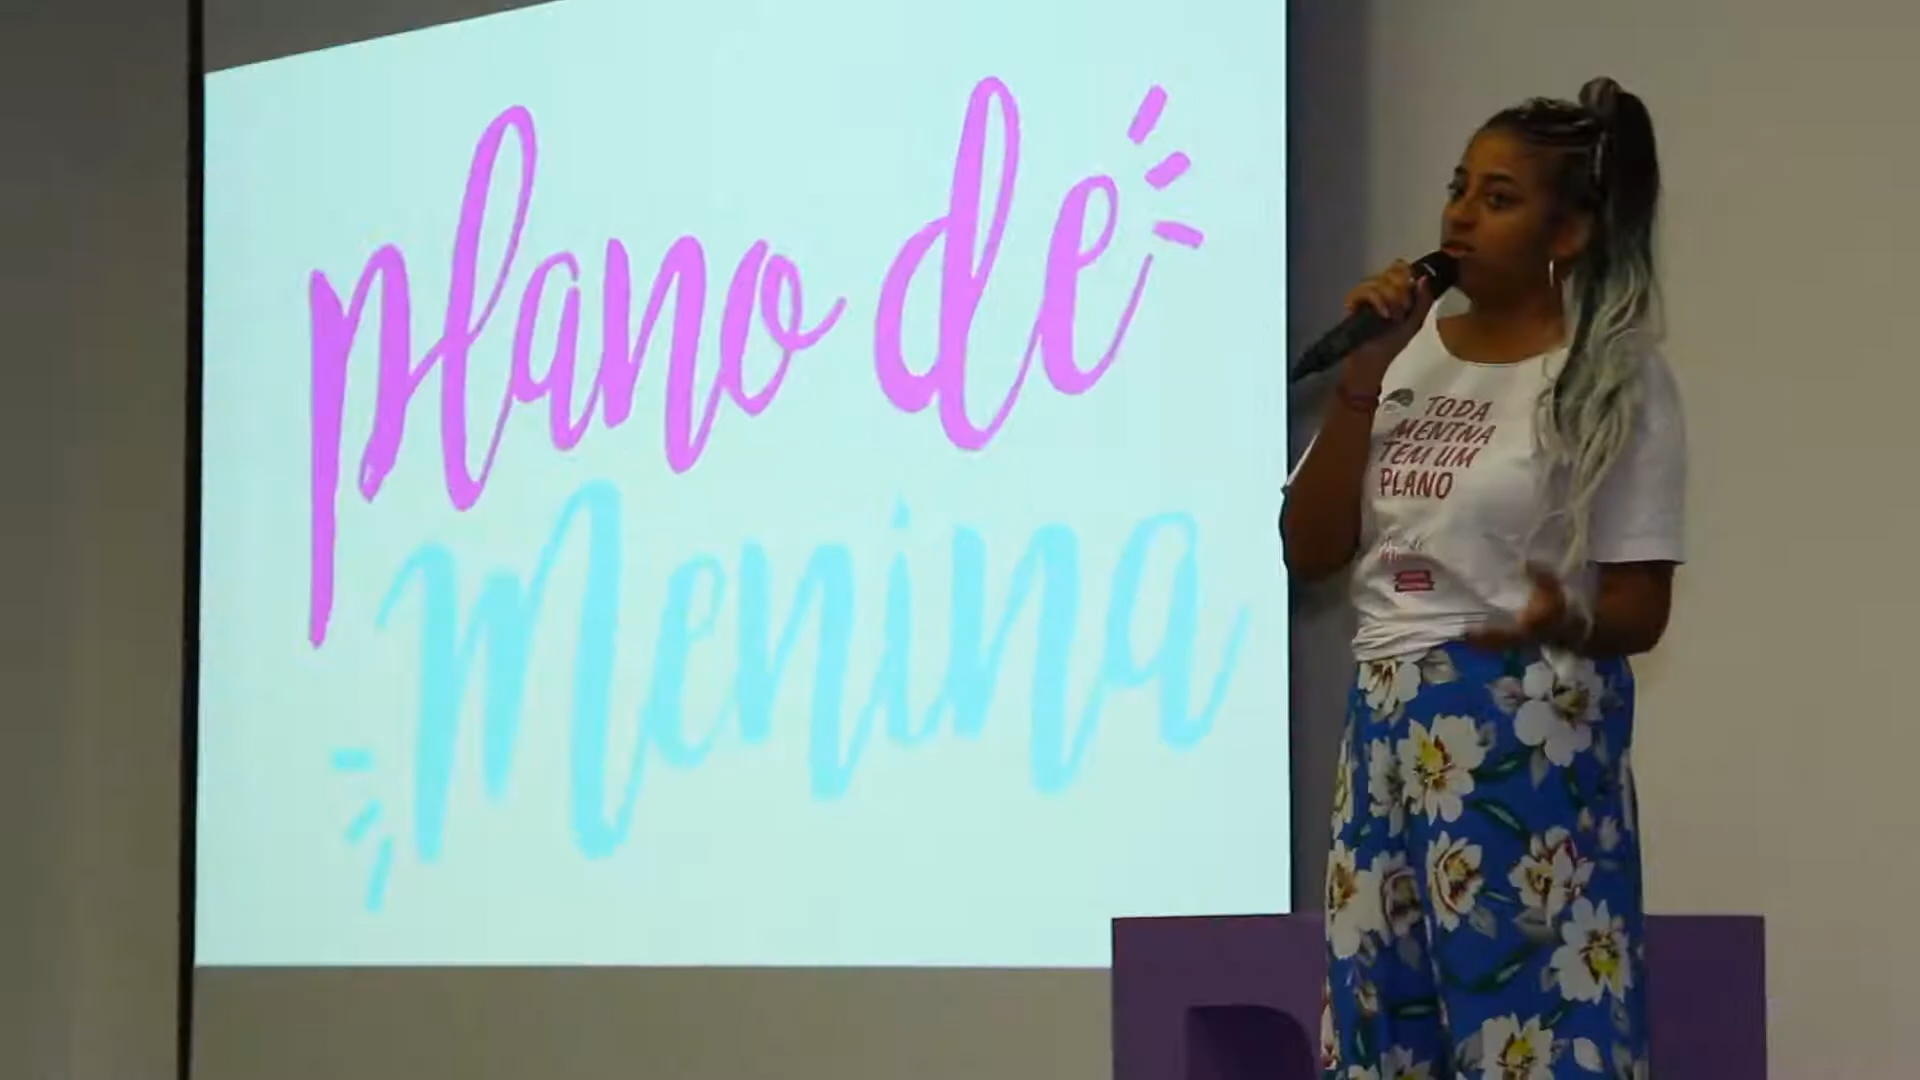 plano de
Menina
TODA
MENINA
TEM UM
PLANO